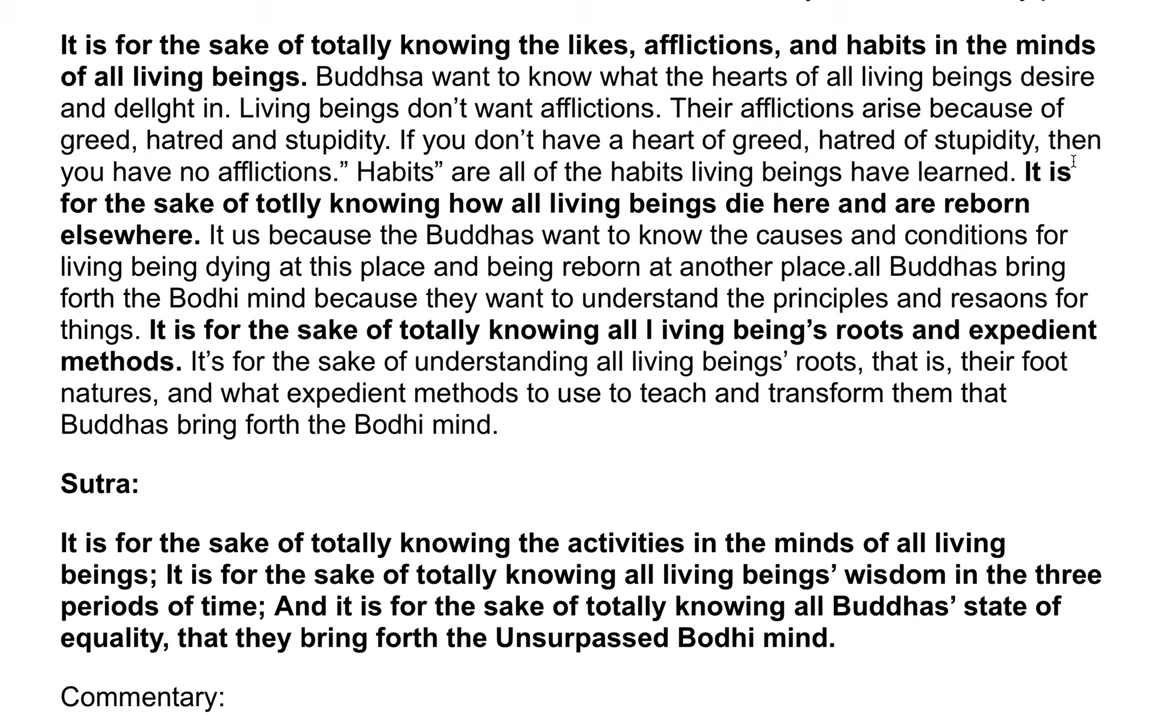 It is for the sake of totally knowing the likes, afflictions, and habits in the minds
of all living beings. Buddhsa want to know what the hearts of all living beings desire
and dellght in. Living beings don’t want afflictions. Their afflictions arise because of
greed, hatred and stupidity. If you don’t have a heart of greed, hatred of stupidity, then
you have no afflictions.” Habits” are all of the habits living beings have learned. It is
for the sake of totlly knowing how all living beings die here and are reborn
elsewhere. It us because the Buddhas want to know the causes and conditions for
living being dying at this place and being reborn at another place.all Buddhas bring
forth the Bodhi mind because they want to understand the principles and resaons for
things. It is for the sake of totally knowing all l iving being’s roots and expedient
methods. It’s for the sake of understanding all living beings’ roots, that is, their foot
natures, and what expedient methods to use to teach and transform them that
Buddhas bring forth the Bodhi mind.
Sutra:
It is for the sake of totally knowing the activities in the minds of all living
beings; It is for the sake of totally knowing all living beings’ wisdom in the three
periods of time; And it is for the sake of totally knowing all Buddhas’ state of
equality, that they bring forth the Unsurpassed Bodhi mind.
Commentary: